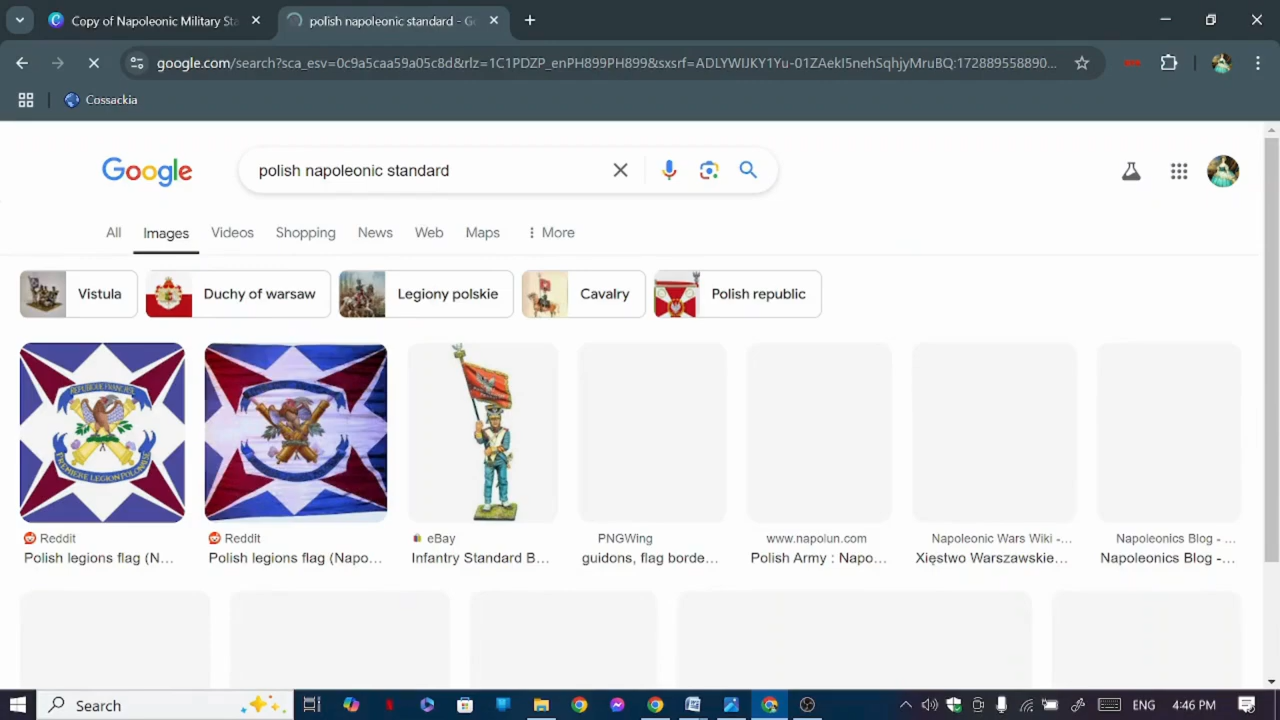 Copy of Napoleonic Military Sta
polish napoleonic standard - Go
google.com/search?sca_esv=0c9a5caa59a05c8d&rlz=1C1PDZP_enPH899PH899&sxsrf=ADLYWIJKY1Yu-01ZAekI5nehSqhjyMruBQ:172889558890...
Cossackia
Google
polish napoleonic standard
All
Images
Videos
Shopping
News
Web
Maps
More
Vistula
Duchy of warsaw
Legiony polskie
Cavalry
Polish republic
Reddit
Polish legions flag (N...
Reddit
Polish legions flag (Napo...
eBay
Infantry Standard B...
PNGWing
guidons, flag borde...
www.napolun.com
Polish Army : Napo...
Napoleonic Wars Wiki -...
Xięstwo Warszawskie...
Napoleonics Blog - ...
Napoleonics Blog -...
Search
ENG
4:46 PM